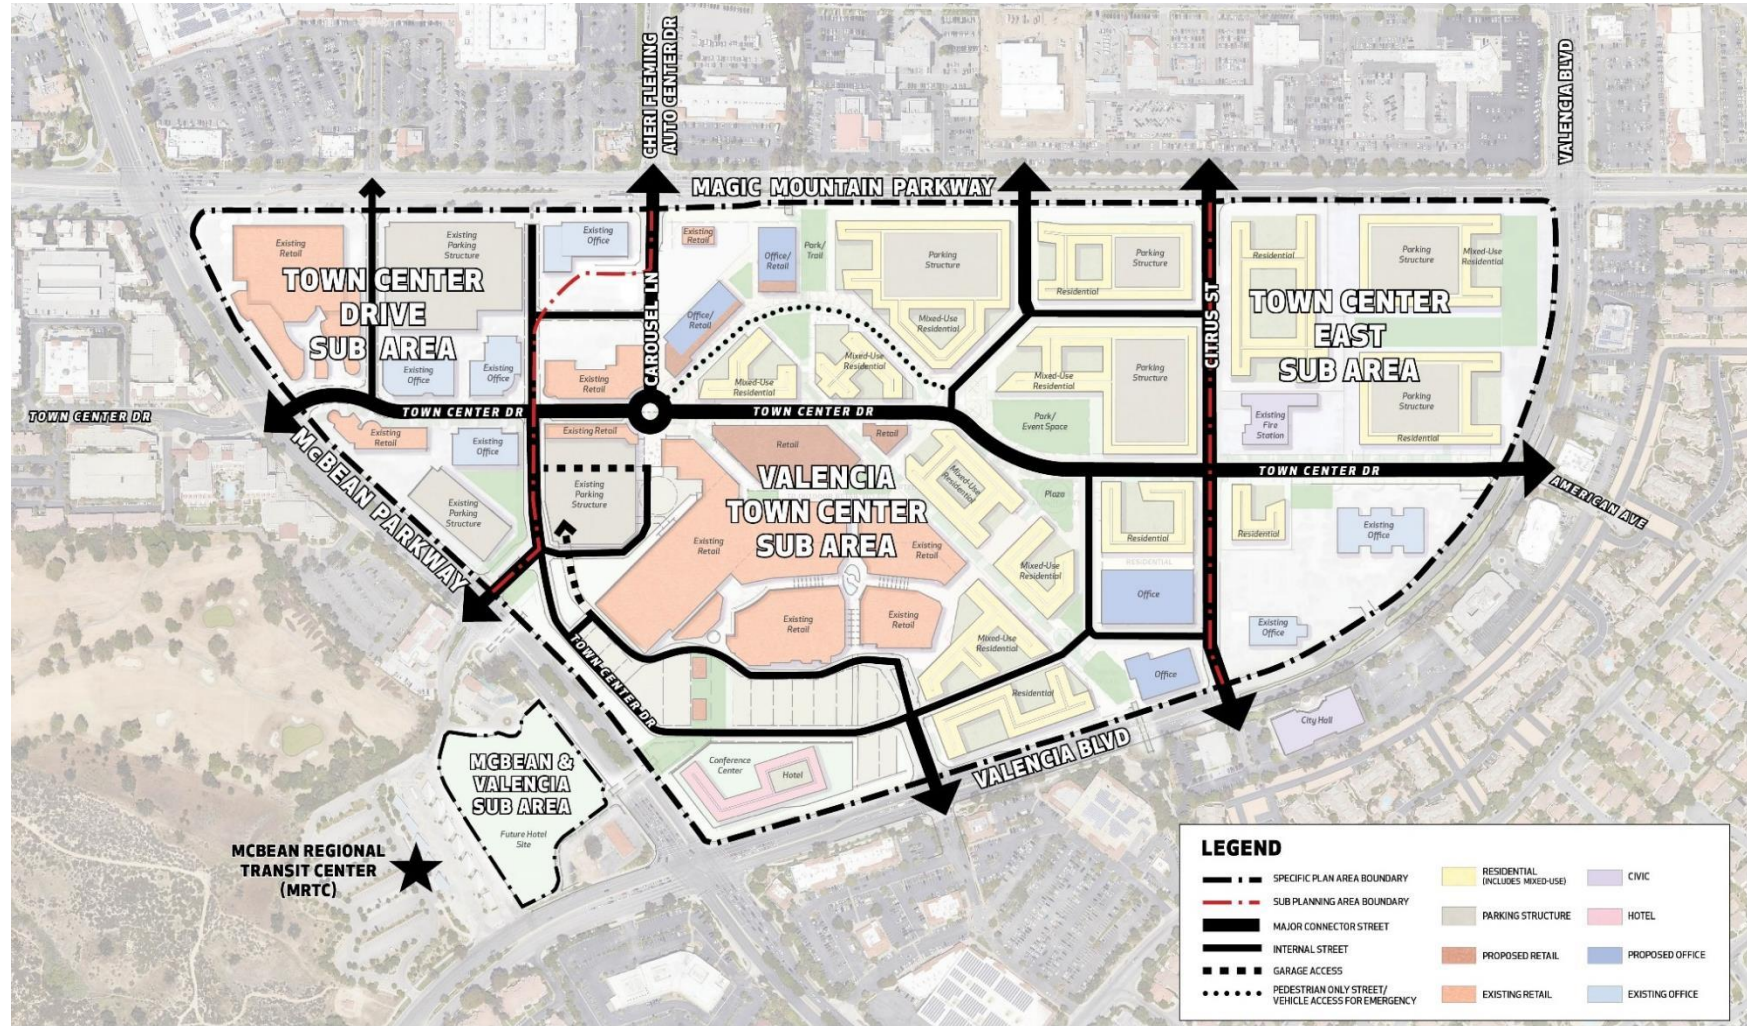 CHERI FLEMING
AUTO CENTER DR
VALENCIA BLVD
MAGIC MOUNTAIN PARKWAY
Existing
Retail
Existing
Parking
Structure
Existing
Office
CAROUSEL LN
Existing
Retail
Office/
Retail
Park/
Trail
Parking
Structure
Parking
Structure
Residential
Residential
Parking
Structure
Mixed-Use
Residential
TOWN CENTER
DRIVE
SUB AREA
Office/
Retail
Mixed-Use
Residential
CITRUS ST
TOWN CENTER
EAST
SUB AREA
Existing
Office
Existing
Office
Existing
Retail
Mixed-Use
Residential
Mixed-Use
Residential
Mixed-Use
Residential
Parking
Structure
Parking
Structure
Residential
TOWN CENTER DR
TOWN CENTER DR
TOWN CENTER DR
Park/
Event Space
Existing
Fire
Station
Existing
Retail
Existing
Office
Existing Retail
Retail
Retail
McBEAN PARKWAY
Existing
Parking
Structure
Existing
Parking
Structure
VALENCIA
TOWN CENTER
SUB AREA
Mixed-Use
Residential
Plaza
TOWN CENTER DR
AMERICAN AVE
Existing
Retail
Existing
Retail
Mixed-Use
Residential
Residential
RESIDENTIAL
Residential
Existing
Office
Office
Existing
Retail
Existing
Retail
Mixed-Use
Residential
Existing
Office
TOWN CENTER DR
Residential
Office
City Hall
VALENCIA BLVD
Conference
Center
Hotel
MCBEAN &
VALENCIA
SUB AREA
Future Hotel
Site
MCBEAN REGIONAL
TRANSIT CENTER
(MRTC)
LEGEND
SPECIFIC PLAN AREA BOUNDARY
SUB PLANNING AREA BOUNDARY
MAJOR CONNECTOR STREET
INTERNAL STREET
GARAGE ACCESS
PEDESTRIAN ONLY STREET/
VEHICLE ACCESS FOR EMERGENCY
RESIDENTIAL
(INCLUDES MIXED-USE)
PARKING STRUCTURE
PROPOSED RETAIL
EXISTING RETAIL
CIVIC
HOTEL
PROPOSED OFFICE
EXISTING OFFICE